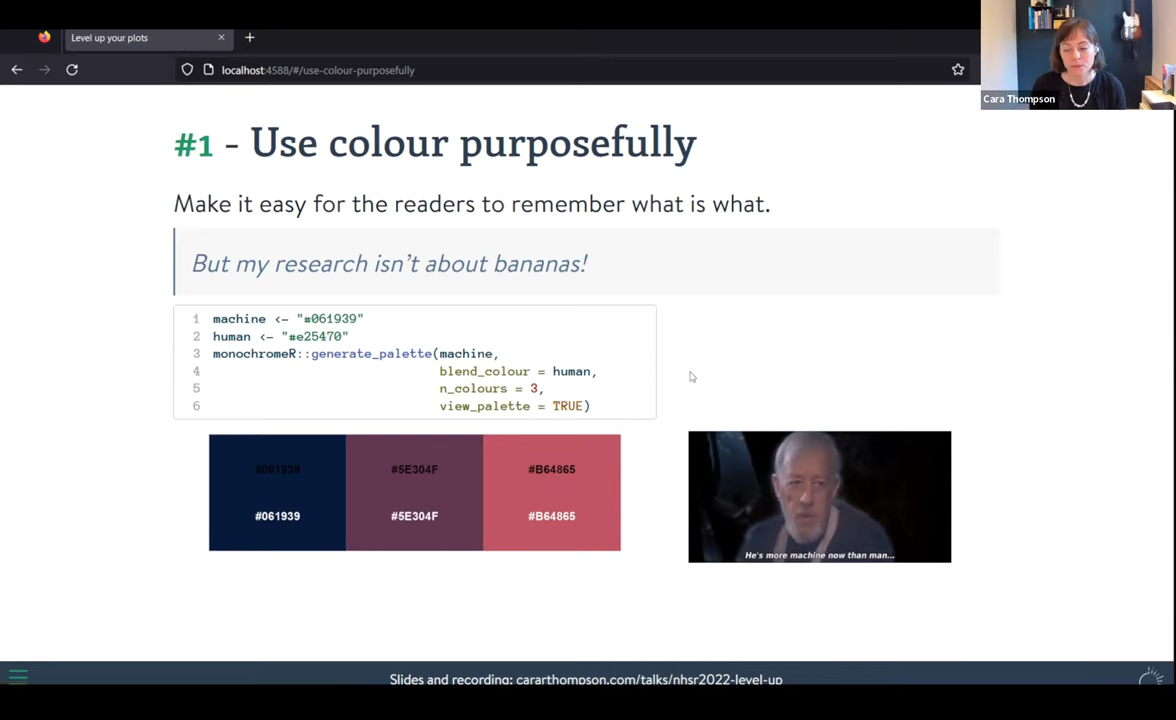 Level up your plots
localhost:4588/#/use-colour-purposefully
Cara Thompson
#1 - Use colour purposefully
Make it easy for the readers to remember what is what.
But my research isn't about bananas!
1 machine <- "#061939"
2 human <- "#e25470"
3 monochromeR::generate_palette(machine,
4 blend_colour = human,
5 n_colours = 3,
6 view_palette = TRUE)
#061939 #5E304F #B64865
#061939 #5E304F #B64865
He's more machine now than man...
Slides and recording: cararthompson.com/talks/nhsr2022-level-up